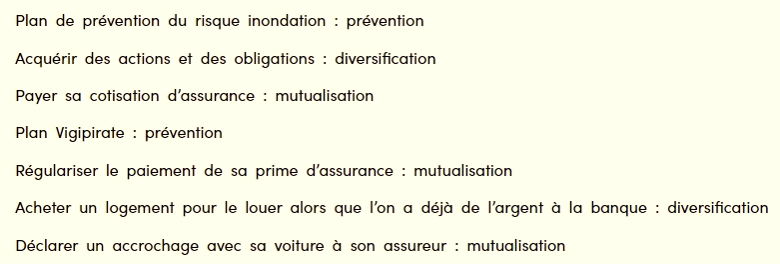 Plan de prévention du risque inondation : prévention
Acquérir des actions et des obligations : diversification
Payer sa cotisation d'assurance : mutualisation
Plan Vigipirate : prévention
Régulariser le paiement de sa prime d'assurance : mutualisation
Acheter un logement pour le louer alors que l'on a déjà de l'argent à la banque : diversification
Déclarer un accrochage avec sa voiture à son assureur : mutualisation